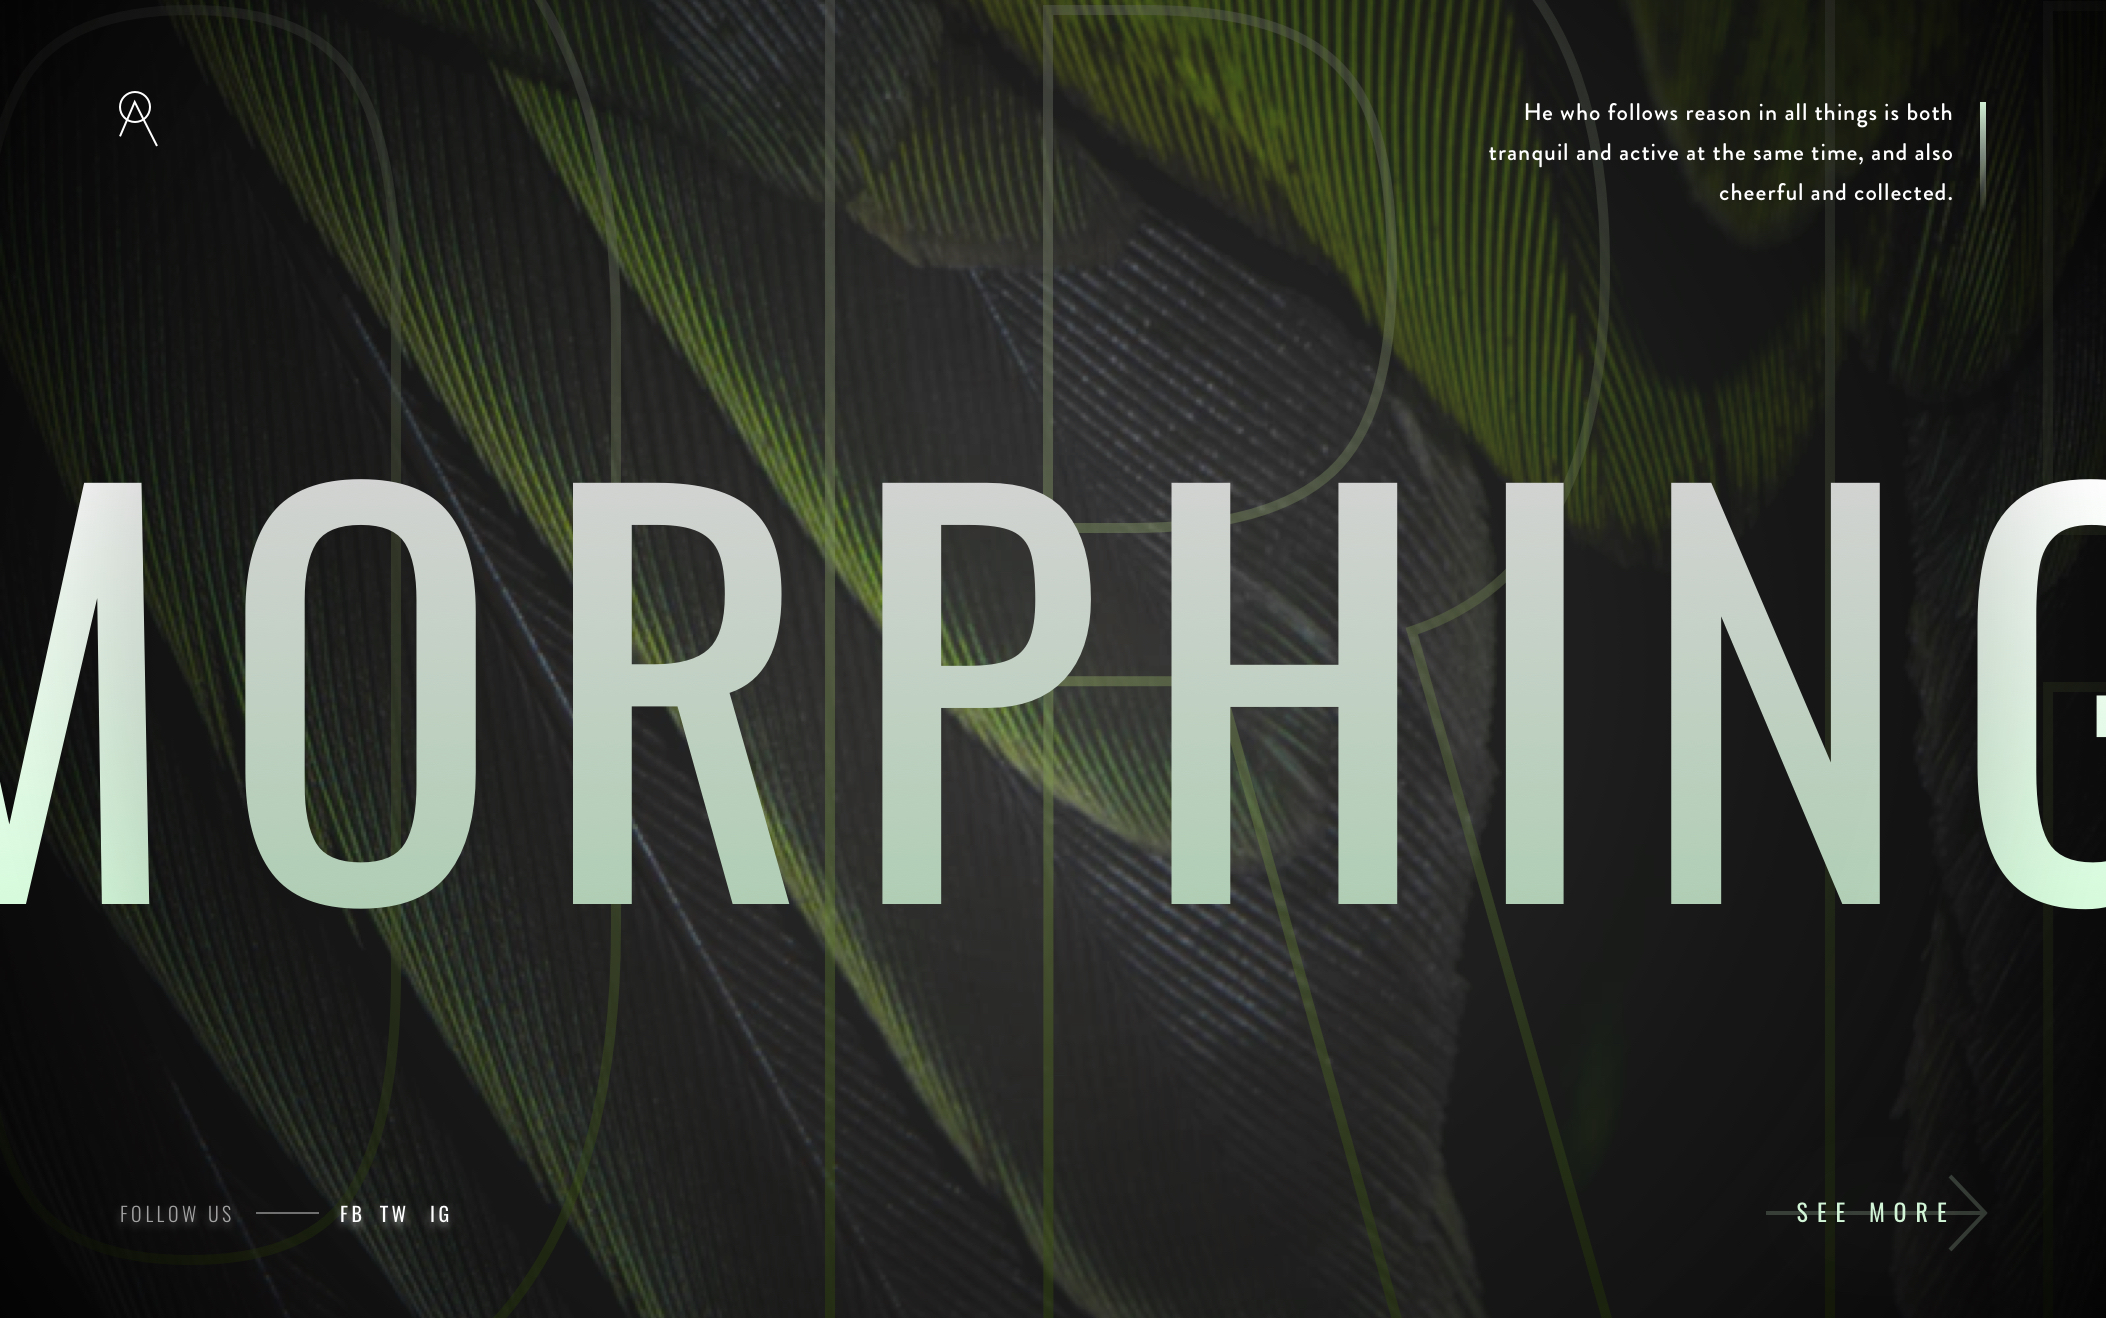 He who follows reason in all things is both
tranquil and active at the same time, and also
cheerful and collected.
MORPHING
FOLLOW US FB TW IG
SEE MORE